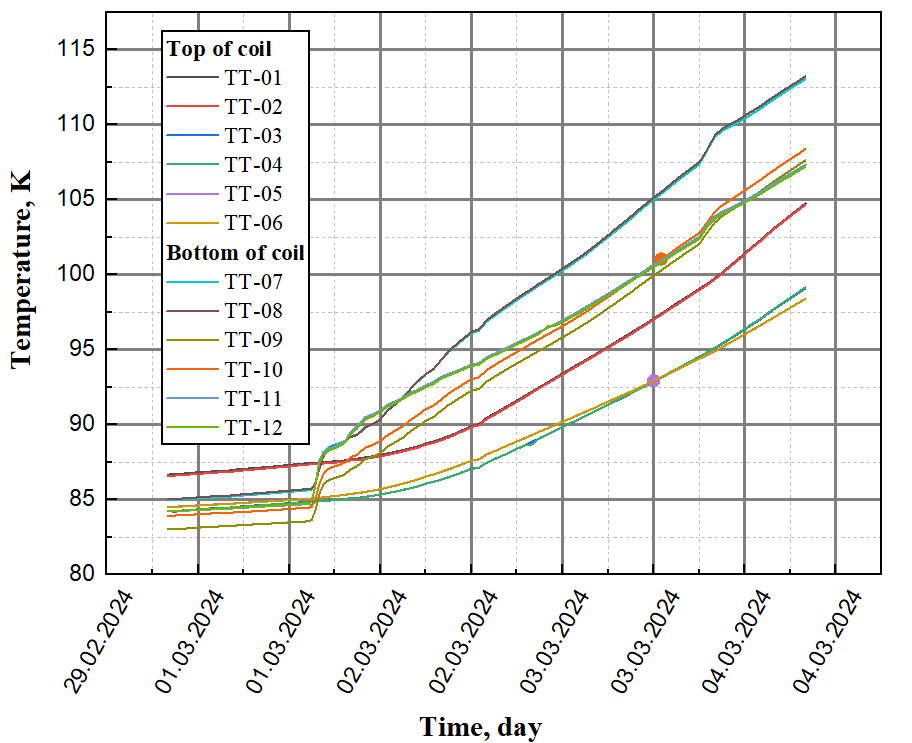 115
110
105
100
95
90
85
80
Temperature, K
Top of coil
TT-01
TT-02
TT-03
TT-04
TT-05
TT-06
Bottom of coil
TT-07
TT-08
TT-09
TT-10
TT-11
TT-12
29.02.2024
01.03.2024
01.03.2024
02.03.2024
02.03.2024
03.03.2024
03.03.2024
04.03.2024
04.03.2024
Time, day